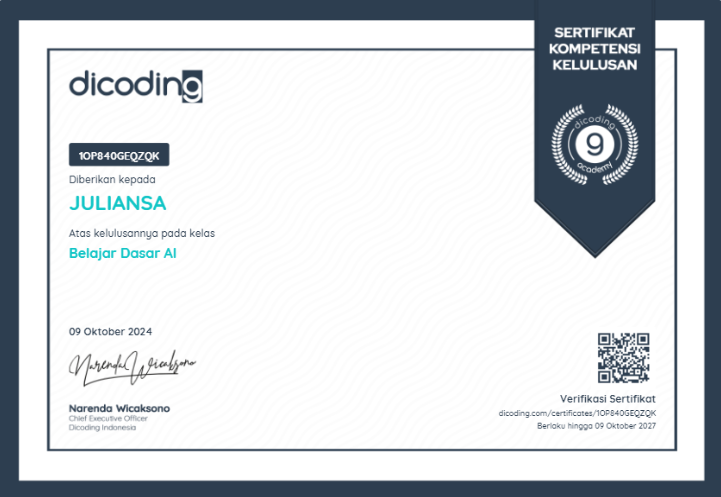 SERTIFIKAT
KOMPETENSI
KELULUSAN
dicoding
dicoding
9
academy
1OP840GEQZQK
Diberikan kepada
JULIANSA
Atas kelulusannya pada kelas
Belajar Dasar AI
09 Oktober 2024
Narenda Wicaksono
Narenda Wicaksono
Chief Executive Officer
Dicoding Indonesia
Verifikasi Sertifikat
dicoding.com/certificates/1OP840GEQZQK
Berlaku hingga 09 Oktober 2027